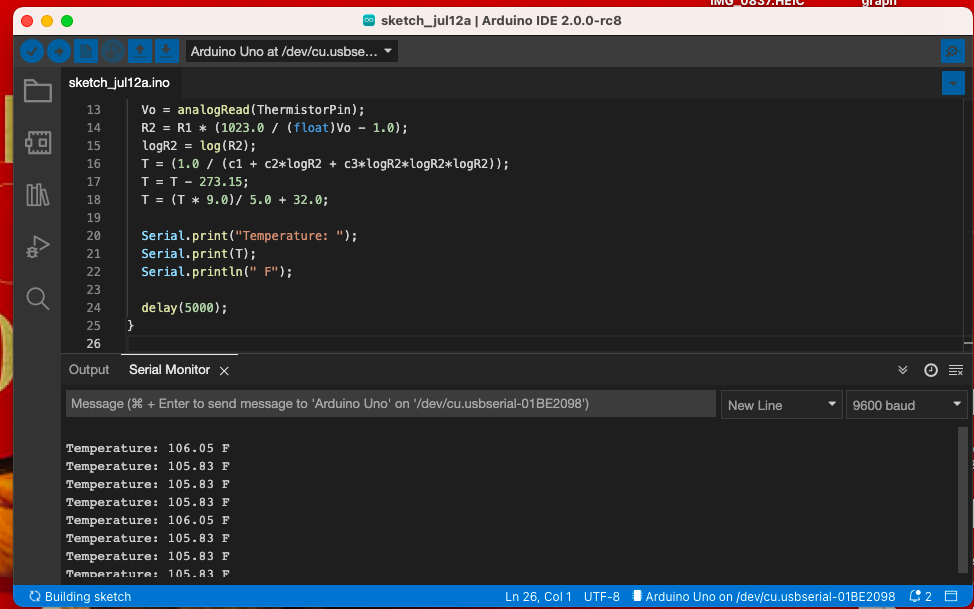 IMG_0837.HEIC
graph
sketch_jul12a | Arduino IDE 2.0.0-rc8
Arduino Uno at /dev/cu.usbse...
sketch_jul12a.ino
13 Vo = analogRead(ThermistorPin);
14 R2 = R1 * (1023.0 / (float)Vo - 1.0);
15 logR2 = log(R2);
16 T = (1.0 / (c1 + c2*logR2 + c3*logR2*logR2*logR2));
17 T = T - 273.15;
18 T = (T * 9.0)/ 5.0 + 32.0;
19
20 Serial.print("Temperature: ");
21 Serial.print(T);
22 Serial.println(" F");
23
24 delay(5000);
25 }
26
Output Serial Monitor
Message (⌘ + Enter to send message to 'Arduino Uno' on '/dev/cu.usbserial-01BE2098')
New Line
9600 baud
Temperature: 106.05 F
Temperature: 105.83 F
Temperature: 105.83 F
Temperature: 105.83 F
Temperature: 106.05 F
Temperature: 105.83 F
Temperature: 105.83 F
Temperature: 105.83 F
Building sketch
Ln 26, Col 1 UTF-8 Arduino Uno on /dev/cu.usbserial-01BE2098 2